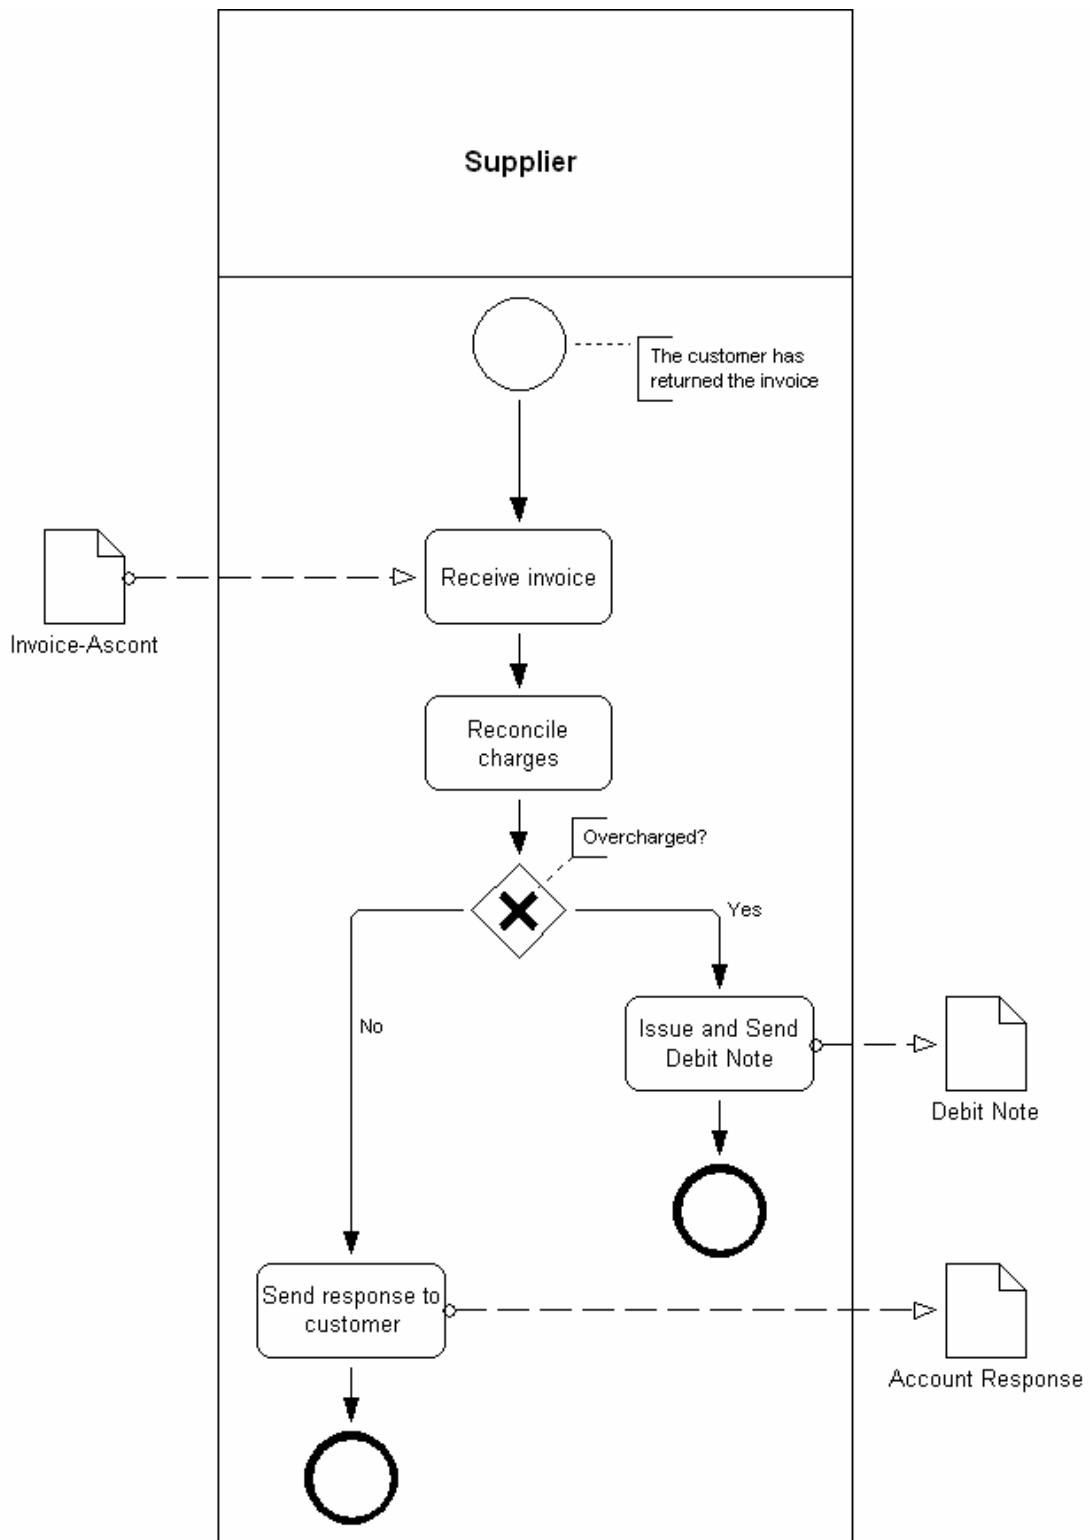 Supplier
The customer has
returned the invoice
Receive invoice
Invoice-Ascont
Reconcile
charges
Overcharged?
Yes
No
Issue and Send
Debit Note
Debit Note
Send response to
customer
Account Response